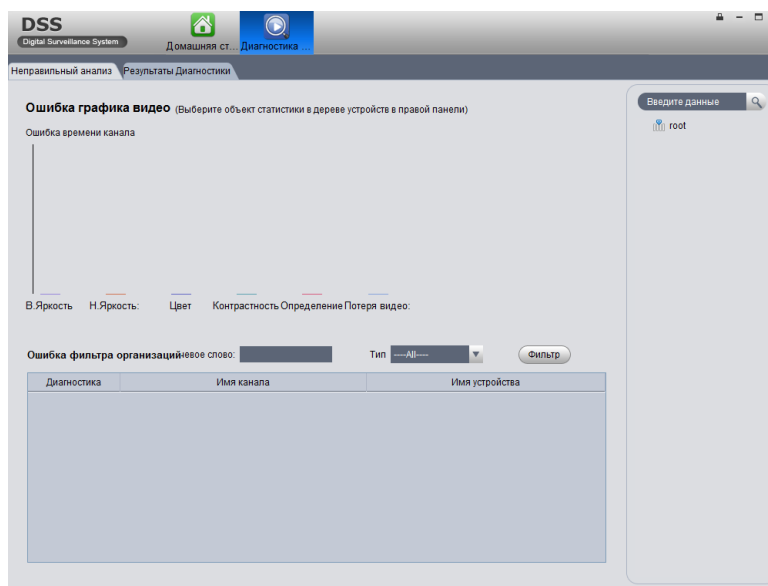 DSS
Digital Surveillance System
Домашняя ст... Диагностика ...
Неправильный анализ Результаты Диагностики
Ошибка графика видео (Выберите объект статистики в дереве устройств в правой панели)
Введите данные
root
Ошибка времени канала
В.Яркость Н.Яркость: Цвет Контрастность Определение Потеря видео:
Ошибка фильтра организаций чевое слово: Тип ----All---- Фильтр
Диагностика Имя канала Имя устройства